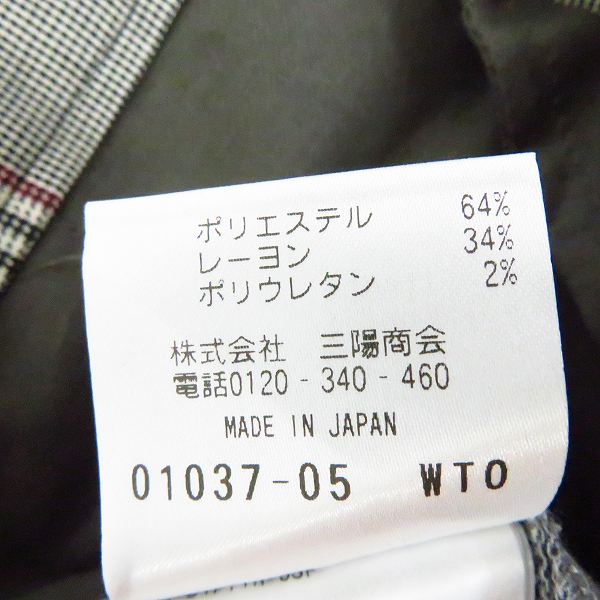 ポリエステル 64%
レーヨン 34%
ポリウレタン 2%
株式会社 三陽商会
電話0120-340-460
MADE IN JAPAN
01037-05 WTO